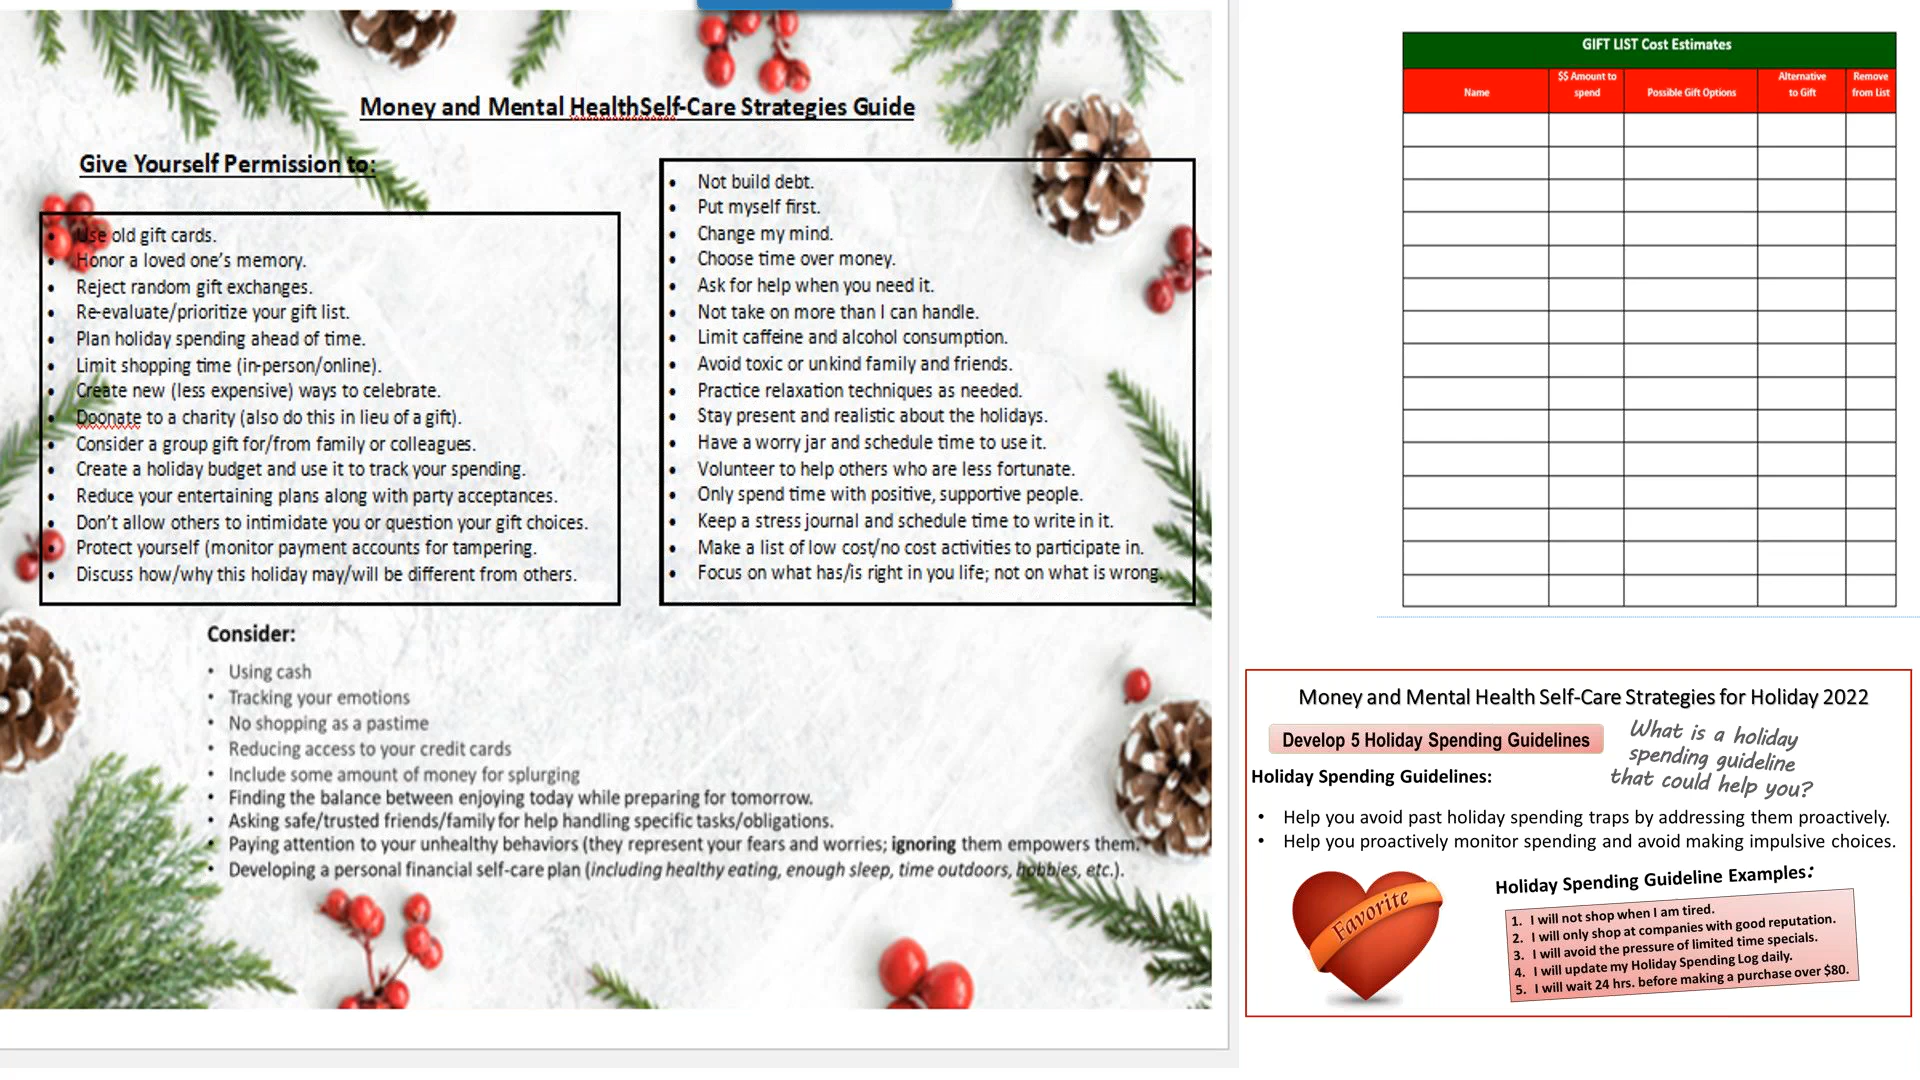 Money and Mental HealthSelf-Care Strategies Guide
Give Yourself Permission to:
• Use old gift cards.
• Honor a loved one’s memory.
• Reject random gift exchanges.
• Re-evaluate/prioritize your gift list.
• Plan holiday spending ahead of time.
• Limit shopping time (in-person/online).
• Create new (less expensive) ways to celebrate.
• Doonate to a charity (also do this in lieu of a gift).
• Consider a group gift for/from family or colleagues.
• Create a holiday budget and use it to track your spending.
• Reduce your entertaining plans along with party acceptances.
• Don’t allow others to intimidate you or question your gift choices.
• Protect yourself (monitor payment accounts for tampering.
• Discuss how/why this holiday may/will be different from others.
• Not build debt.
• Put myself first.
• Change my mind.
• Choose time over money.
• Ask for help when you need it.
• Not take on more than I can handle.
• Limit caffeine and alcohol consumption.
• Avoid toxic or unkind family and friends.
• Practice relaxation techniques as needed.
• Stay present and realistic about the holidays.
• Have a worry jar and schedule time to use it.
• Volunteer to help others who are less fortunate.
• Only spend time with positive, supportive people.
• Keep a stress journal and schedule time to write in it.
• Make a list of low cost/no cost activities to participate in.
• Focus on what has/is right in you life; not on what is wrong.
Consider:
• Using cash
• Tracking your emotions
• No shopping as a pastime
• Reducing access to your credit cards
• Include some amount of money for splurging
• Finding the balance between enjoying today while preparing for tomorrow.
• Asking safe/trusted friends/family for help handling specific tasks/obligations.
• Paying attention to your unhealthy behaviors (they represent your fears and worries; ignoring them empowers them.
• Developing a personal financial self-care plan (including healthy eating, enough sleep, time outdoors, hobbies, etc.).
GIFT LIST Cost Estimates
Name
$$ Amount to
spend
Possible Gift Options
Alternative
to Gift
Remove
from List
Money and Mental Health Self-Care Strategies for Holiday 2022
Develop 5 Holiday Spending Guidelines
What is a holiday
spending guideline
that could help you?
Holiday Spending Guidelines:
• Help you avoid past holiday spending traps by addressing them proactively.
• Help you proactively monitor spending and avoid making impulsive choices.
Favorite
Holiday Spending Guideline Examples:
1. I will not shop when I am tired.
2. I will only shop at companies with good reputation.
3. I will avoid the pressure of limited time specials.
4. I will update my Holiday Spending Log daily.
5. I will wait 24 hrs. before making a purchase over $80.